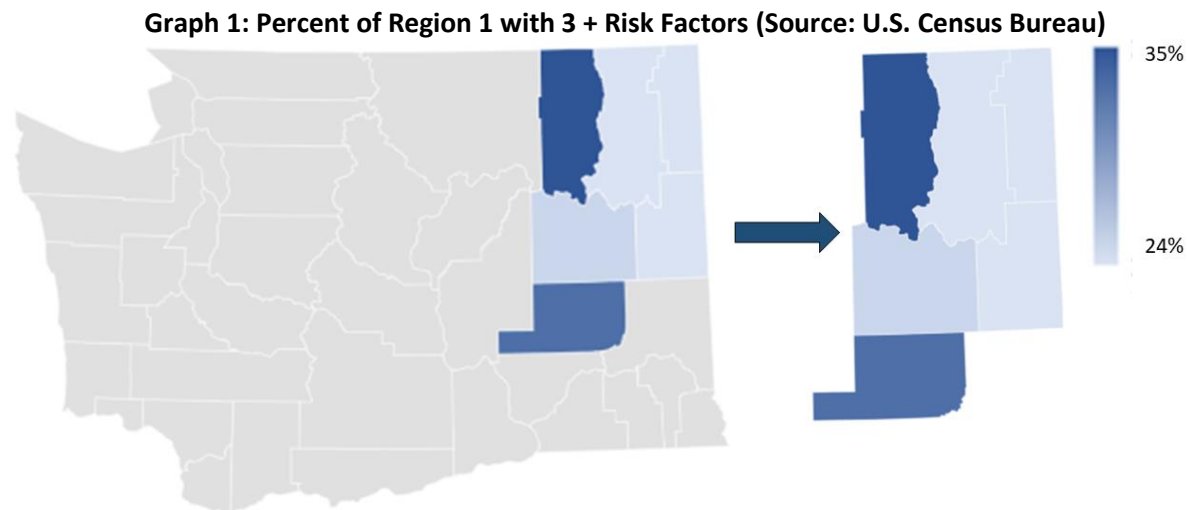 Graph 1: Percent of Region 1 with 3 + Risk Factors (Source: U.S. Census Bureau)
35%
24%